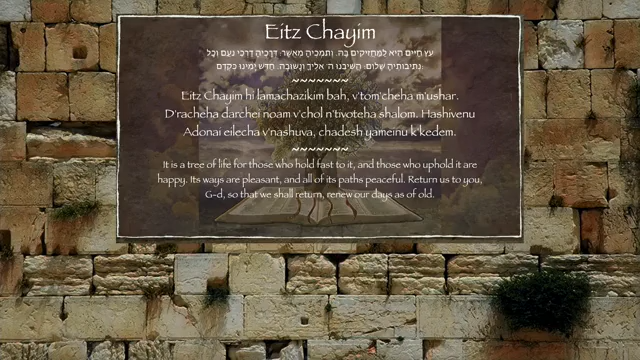 Eitz Chayim
עץ חיים היא למחזיקים בה. ותמכיה מאשר: דרכיה דרכי נעם וכל
נתיבותיה שלום: השיבנו ה׳ אליך ונשובה. חדש ימינו כקדם:
~~~~~~~
Eitz Chayim hi lamachazikim bah, v'tom'cheha m'ushar.
D'racheha darchei noam v'chol n'tivoteha shalom. Hashivenu
Adonai eilecha v'nashuva, chadesh yameinu k'kedem.
~~~~~~~
It is a tree of life for those who hold fast to it, and those who uphold it are
happy. Its ways are pleasant, and all of its paths peaceful. Return us to you,
G-d, so that we shall return, renew our days as of old.